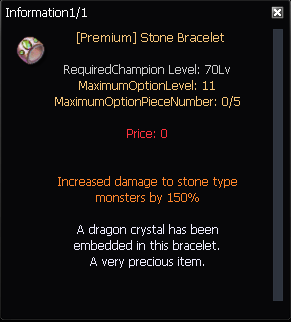 Information1/1
[Premium] Stone Bracelet
RequiredChampion Level: 70Lv
MaximumOptionLevel: 11
MaximumOptionPieceNumber: 0/5
Price: 0
Increased damage to stone type
monsters by 150%
A dragon crystal has been
embedded in this bracelet.
A very precious item.